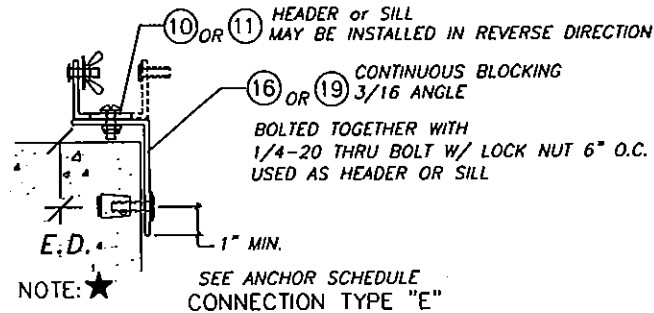 10 OR 11 HEADER or SILL
MAY BE INSTALLED IN REVERSE DIRECTION
16 OR 19 CONTINUOUS BLOCKING
3/16 ANGLE
BOLTED TOGETHER WITH
1/4-20 THRU BOLT W/ LOCK NUT 6" O.C.
USED AS HEADER OR SILL
E.D.
1" MIN.
NOTE: ★
SEE ANCHOR SCHEDULE
CONNECTION TYPE "E"